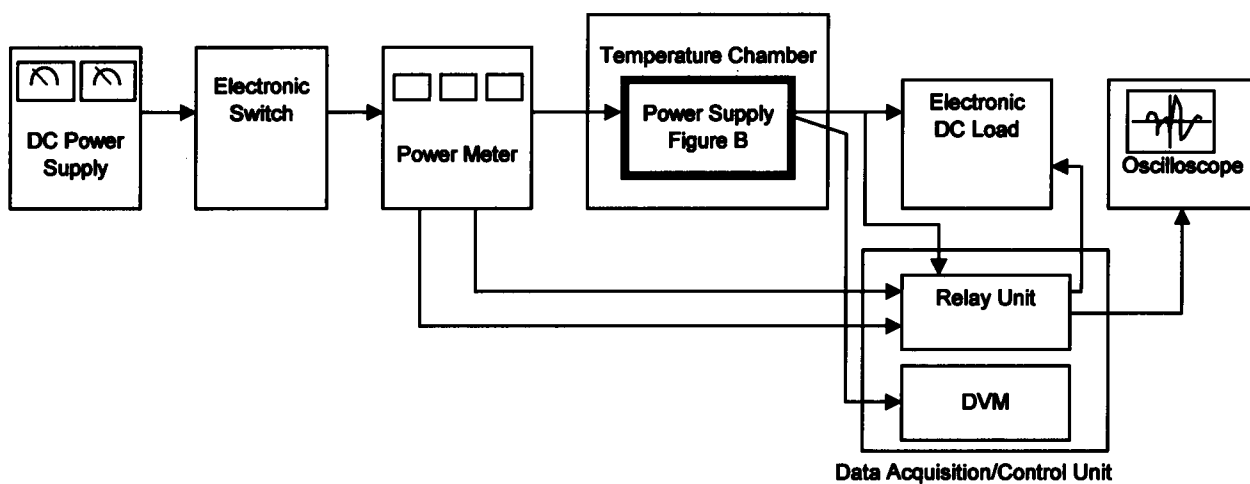 DC Power
Supply
Electronic
Switch
Power Meter
Temperature Chamber
Power Supply
Figure B
Electronic
DC Load
Oscilloscope
Relay Unit
DVM
Data Acquisition/Control Unit